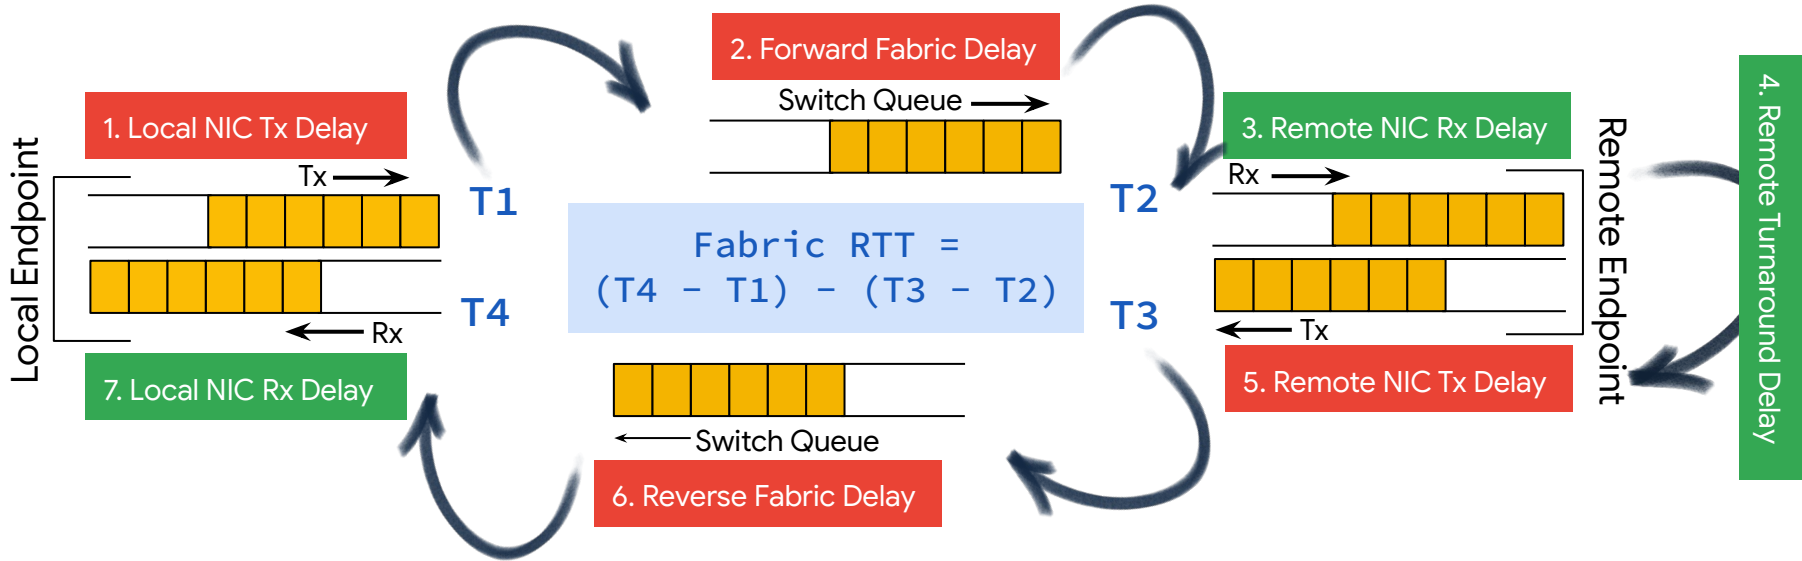 2. Forward Fabric Delay
Switch Queue
1. Local NIC Tx Delay
Tx
Local Endpoint
T1
T2
3. Remote NIC Rx Delay
Rx
Remote Endpoint
4. Remote Turnaround Delay
Fabric RTT =
(T4 - T1) - (T3 - T2)
T4
Rx
7. Local NIC Rx Delay
T3
Tx
5. Remote NIC Tx Delay
Switch Queue
6. Reverse Fabric Delay